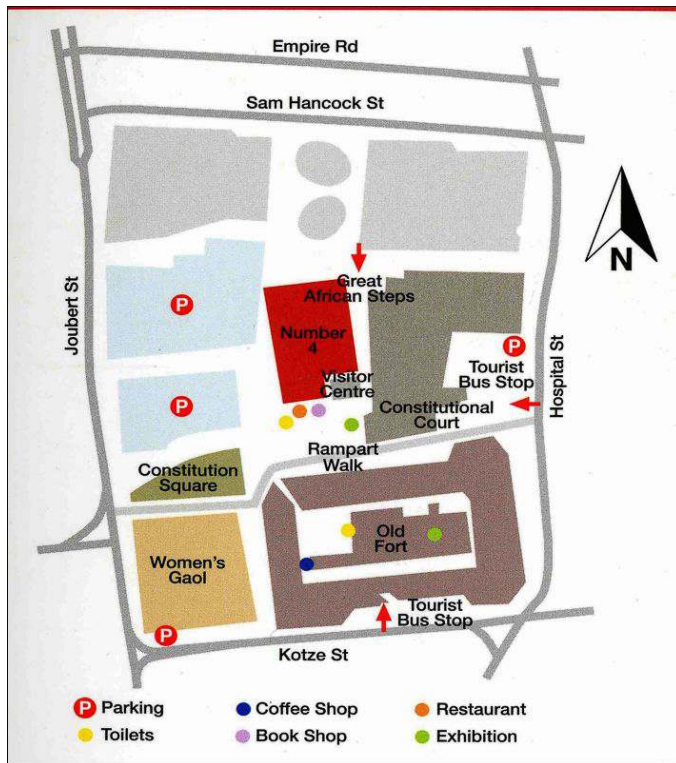 Empire Rd
Sam Hancock St
Joubert St
Hospital St
N
Great
African Steps
P
Number
4
P
Visitor
Centre
Tourist
Bus Stop
P
Constitutional
Court
Rampart
Walk
Constitution
Square
Old
Fort
Women's
Gaol
Tourist
Bus Stop
P
Kotze St
P Parking
Coffee Shop
Restaurant
Toilets
Book Shop
Exhibition